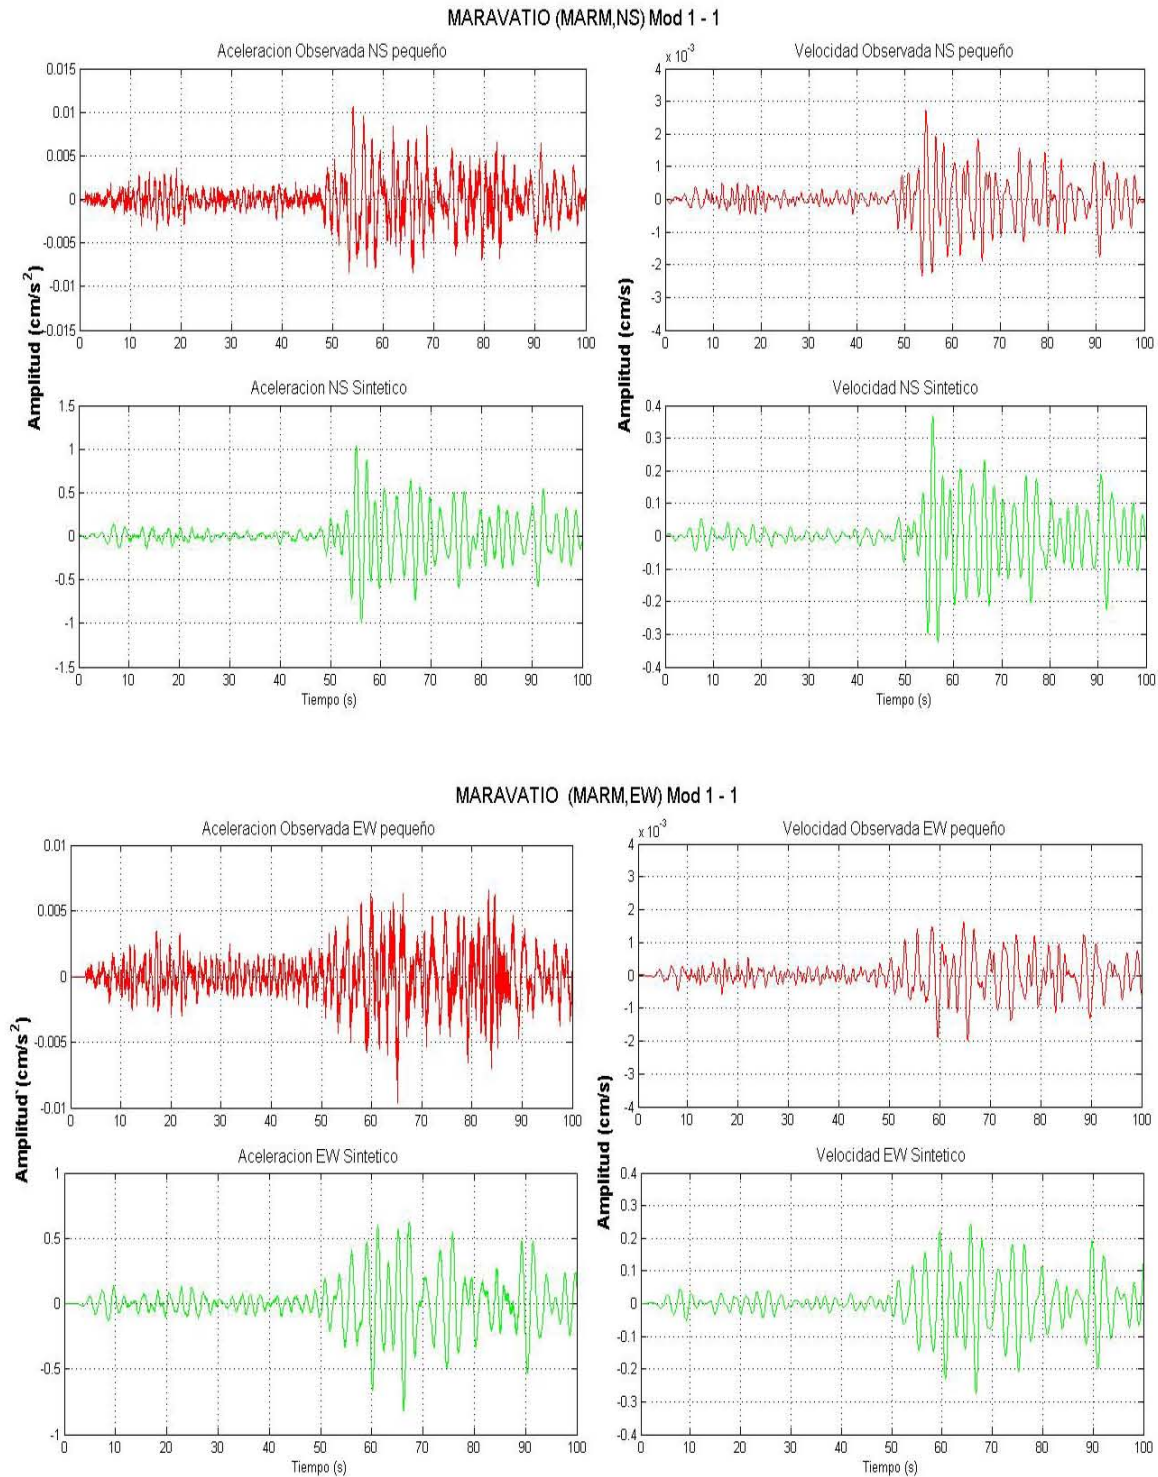 MARAVATIO (MARM,NS) Mod 1 - 1
Aceleracion Observada NS pequeño
0.015
0.01
0.005
0
-0.005
-0.01
-0.015
0 10 20 30 40 50 60 70 80 90 100
Velocidad Observada NS pequeño
x 10⁻³
4
3
2
1
0
-1
-2
-3
-4
0 10 20 30 40 50 60 70 80 90 100
Amplitud (cm/s²)
Amplitud (cm/s)
Aceleracion NS Sintetico
1.5
1
0.5
0
-0.5
-1
-1.5
0 10 20 30 40 50 60 70 80 90 100
Tiempo (s)
Velocidad NS Sintetico
0.4
0.3
0.2
0.1
0
-0.1
-0.2
-0.3
-0.4
0 10 20 30 40 50 60 70 80 90 100
Tiempo (s)
MARAVATIO (MARM,EW) Mod 1 - 1
Aceleracion Observada EW pequeño
0.01
0.005
0
-0.005
-0.01
0 10 20 30 40 50 60 70 80 90 100
Velocidad Observada EW pequeño
x 10⁻³
4
3
2
1
0
-1
-2
-3
-4
0 10 20 30 40 50 60 70 80 90 100
Amplitud` (cm/s²)
Amplitud (cm/s)
Aceleracion EW Sintetico
1
0.5
0
-0.5
-1
0 10 20 30 40 50 60 70 80 90 100
Tiempo (s)
Velocidad EW Sintetico
0.4
0.3
0.2
0.1
0
-0.1
-0.2
-0.3
-0.4
0 10 20 30 40 50 60 70 80 90 100
Tiempo (s)